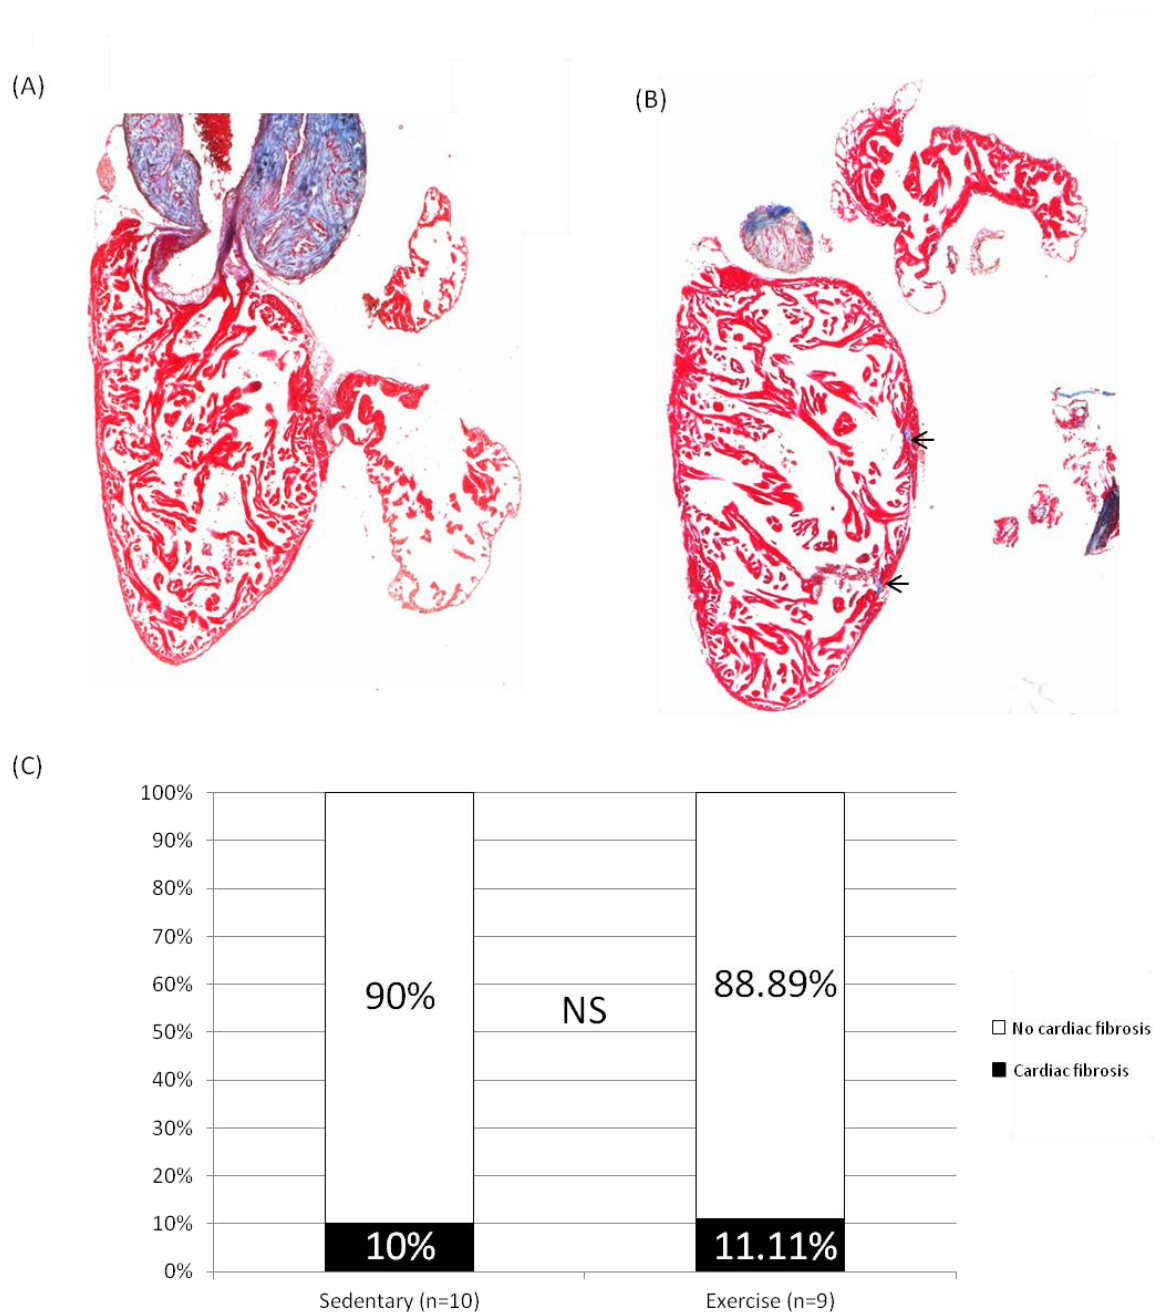 (A)
(B)
(C)
100%
90%
80%
70%
60%
50%
40%
30%
20%
10%
0%
90%
NS
88.89%
10%
11.11%
No cardiac fibrosis
Cardiac fibrosis
Sedentary (n=10)
Exercise (n=9)